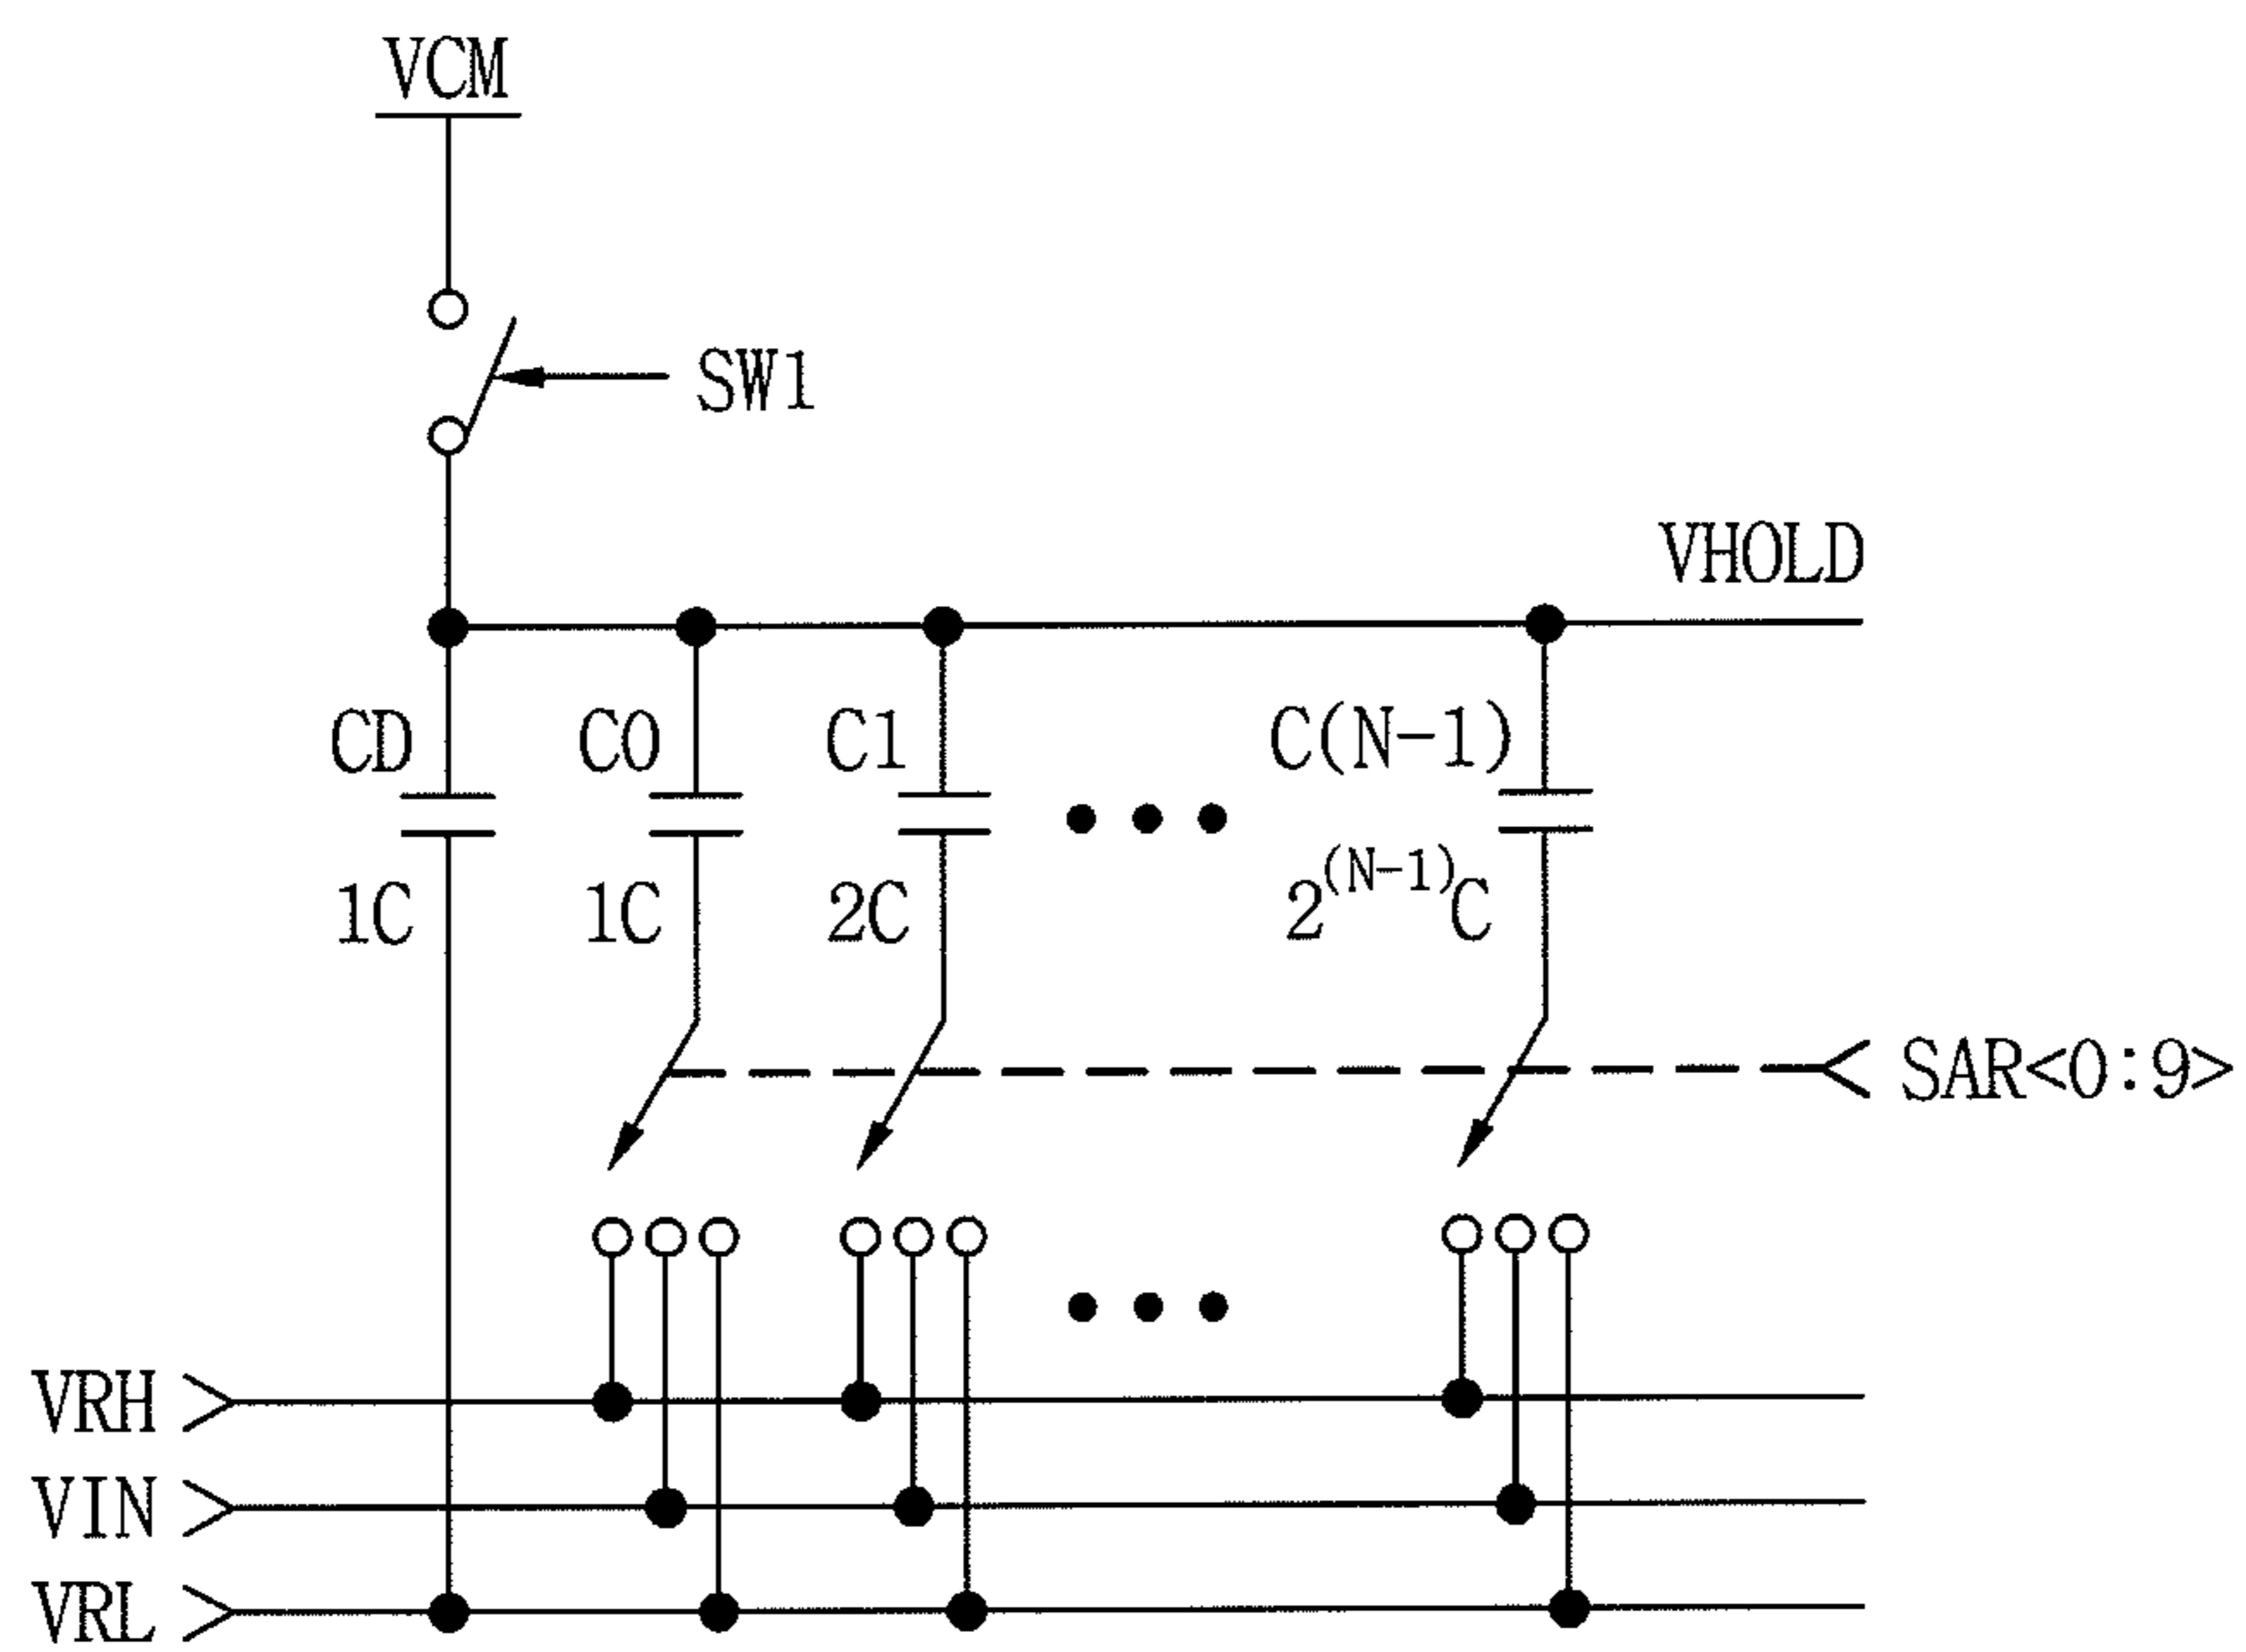 VCM
SW1
VHOLD
CD C0 C1 C(N-1)
1C 1C 2C 2^(N-1)C
SAR<0:9>
VRH
VIN
VRL